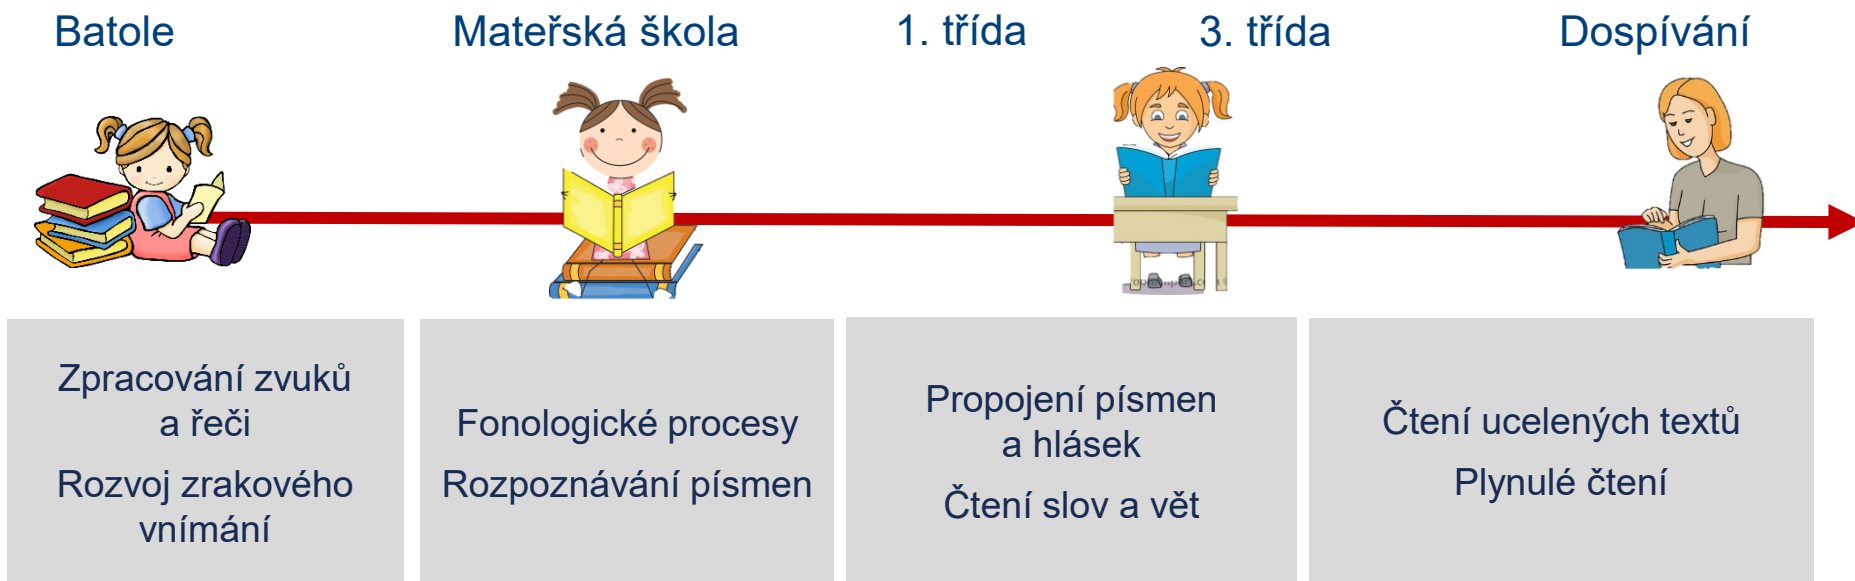 Batole
Mateřská škola
1. třída
3. třída
Dospívání
Zpracování zvuků
a řeči
Rozvoj zrakového
vnímání
Fonologické procesy
Rozpoznávání písmen
Propojení písmen
a hlásek
Čtení slov a vět
Čtení ucelených textů
Plynulé čtení